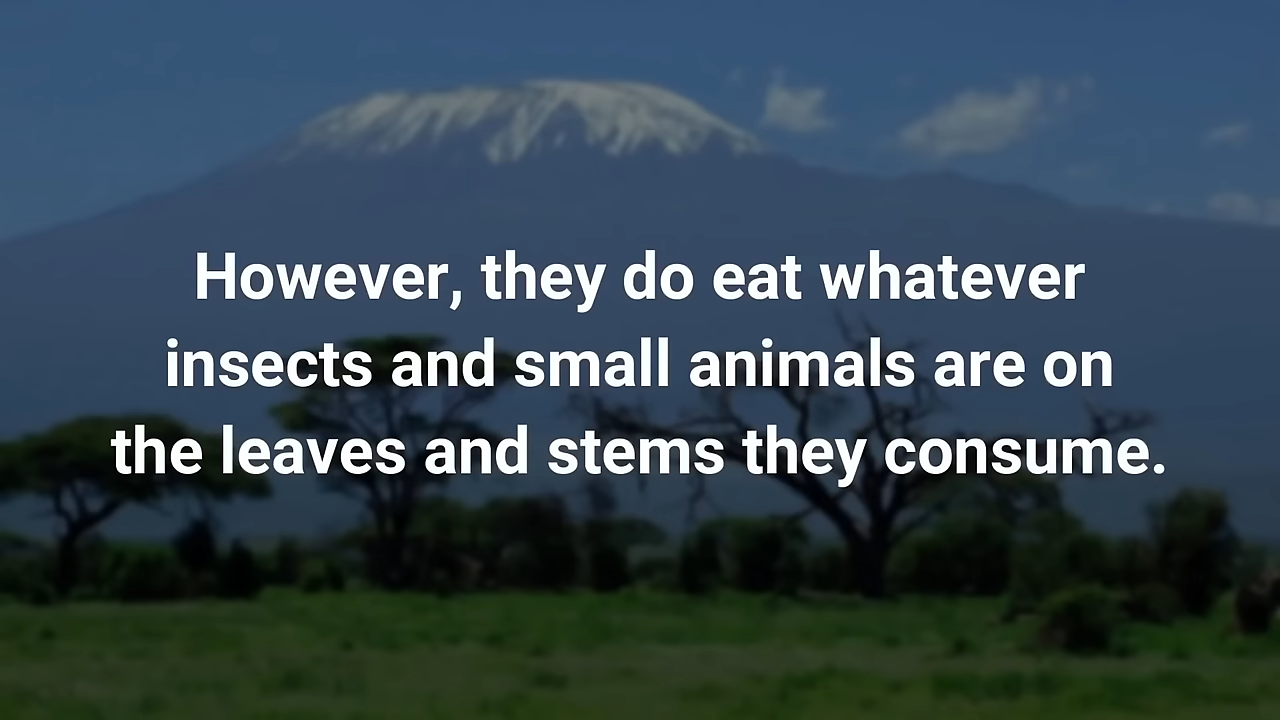 However, they do eat whatever
insects and small animals are on
the leaves and stems they consume.